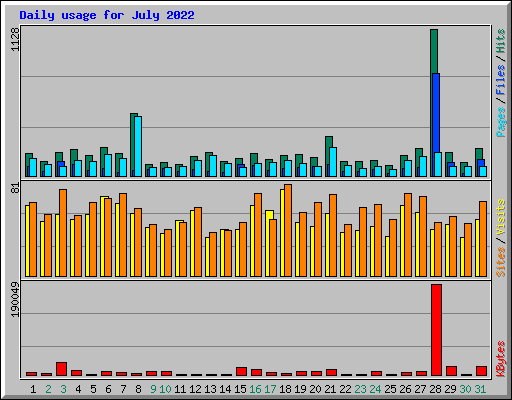 Daily usage for July 2022
1128
Pages / Files / Hits
81
Sites / Visits
190049
KBytes
1 2 3 4 5 6 7 8 9 10 11 12 13 14 15 16 17 18 19 20 21 22 23 24 25 26 27 28 29 30 31